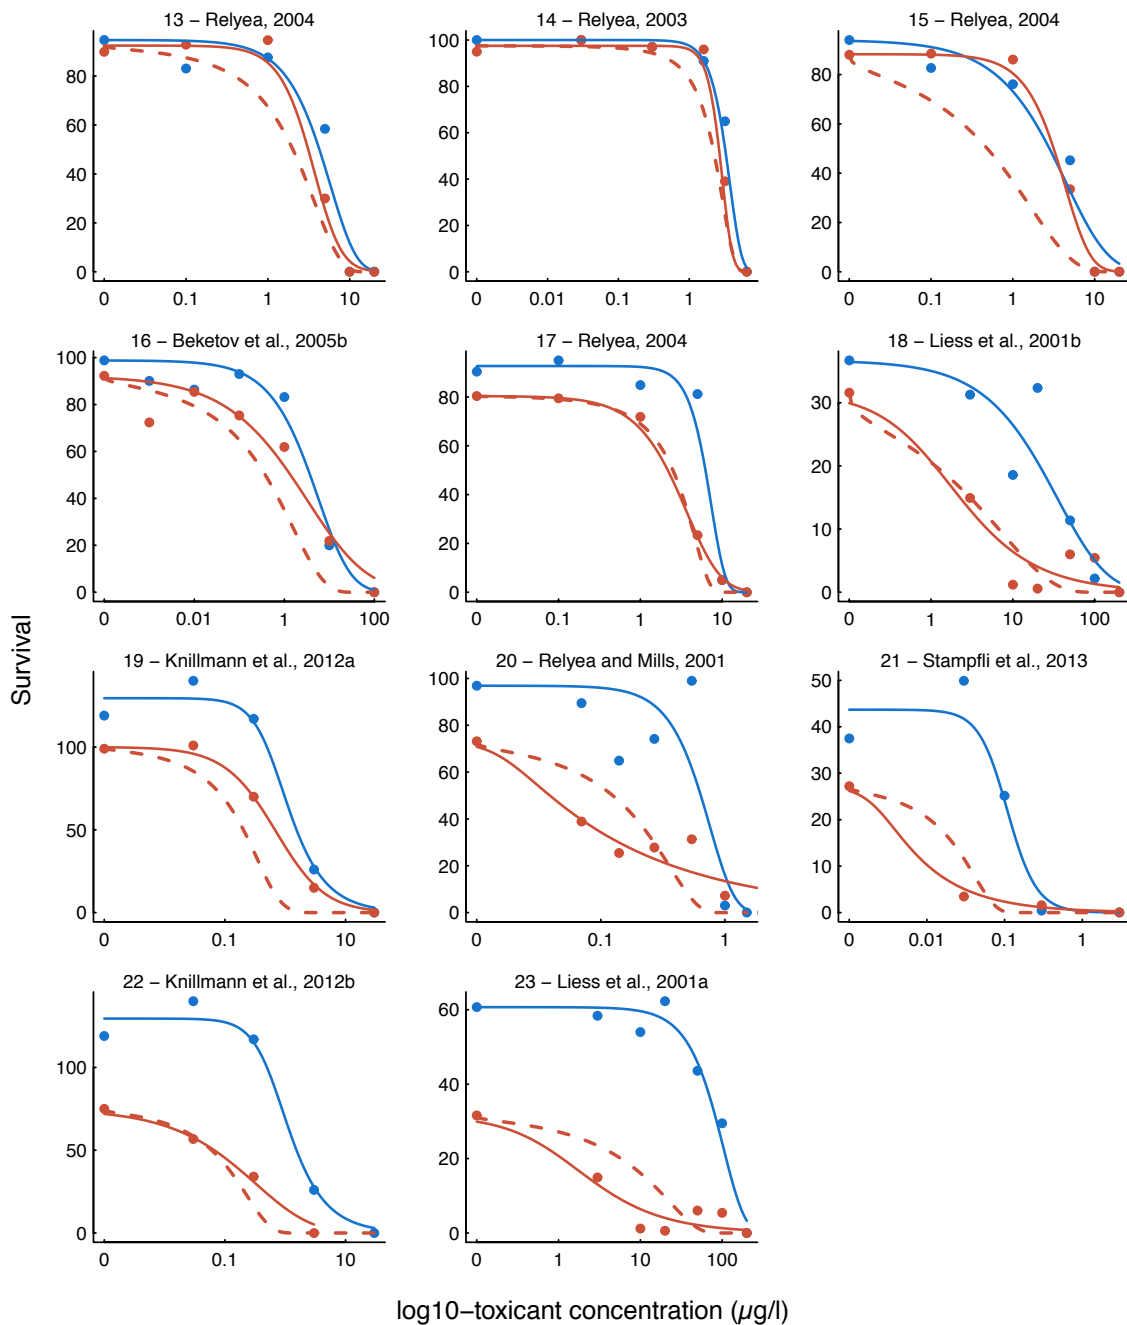 13 – Relyea, 2004
80
60
40
20
0
0 0.1 1 10
14 – Relyea, 2003
100
80
60
40
20
0
0 0.01 0.1 1
15 – Relyea, 2004
80
60
40
20
0
0 0.1 1 10
16 – Beketov et al., 2005b
100
80
60
40
20
0
0 0.01 1 100
17 – Relyea, 2004
80
60
40
20
0
0 0.1 1 10
18 – Liess et al., 2001b
30
20
10
0
0 1 10 100
19 – Knillmann et al., 2012a
100
50
0
0 0.1 10
20 – Relyea and Mills, 2001
100
80
60
40
20
0
0 0.1 1
21 – Stampfli et al., 2013
50
40
30
20
10
0
0 0.01 0.1 1
22 – Knillmann et al., 2012b
100
50
0
0 0.1 10
23 – Liess et al., 2001a
60
40
20
0
0 1 10 100
Survival
log10–toxicant concentration (µg/l)